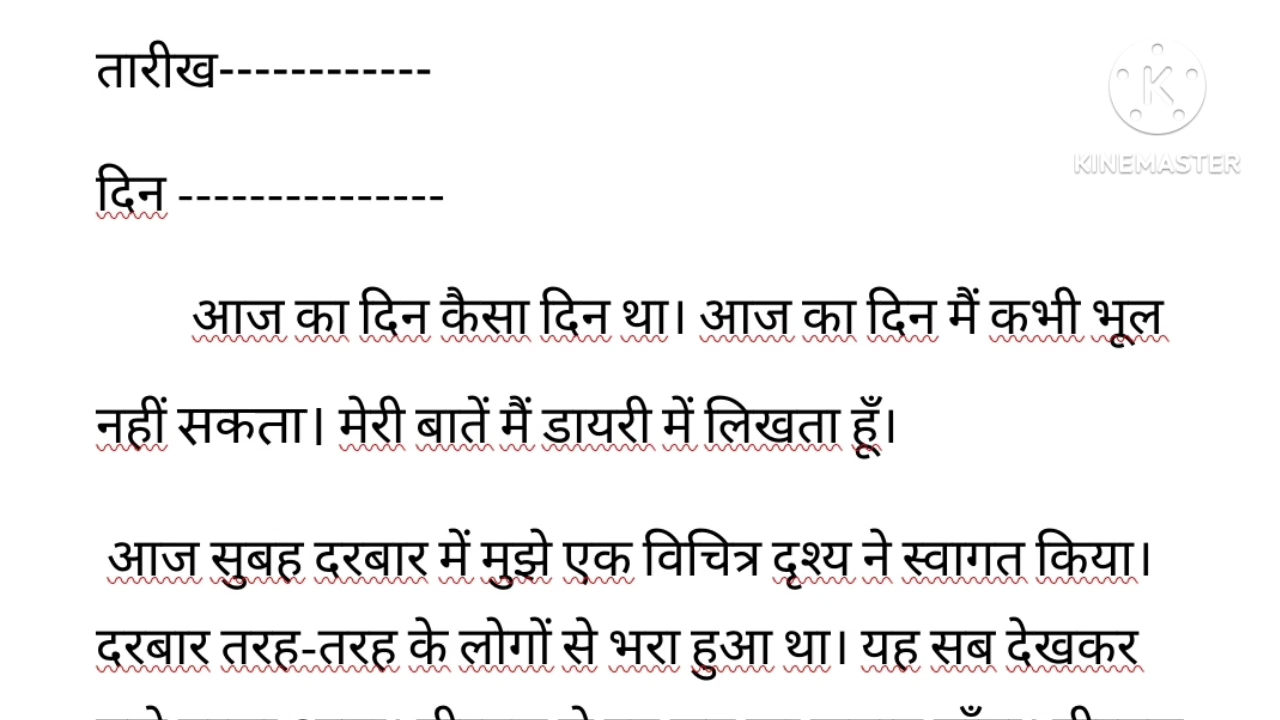 तारीख------------
KINEMASTER
दिन ---------------
आज का दिन कैसा दिन था। आज का दिन मैं कभी भूल
नहीं सकता। मेरी बातें मैं डायरी में लिखता हूँ।
आज सुबह दरबार में मुझे एक विचित्र दृश्य ने स्वागत किया।
दरबार तरह-तरह के लोगों से भरा हुआ था। यह सब देखकर